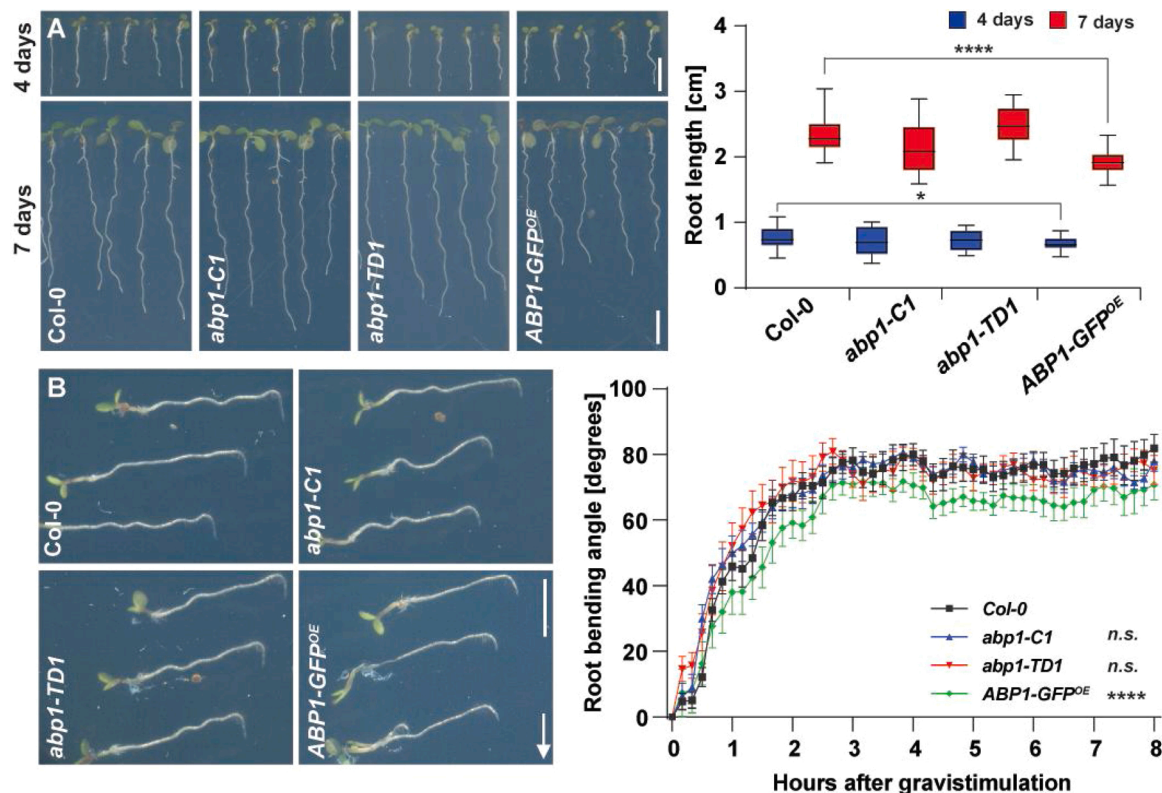 A
4 days
7 days
Col-0
abp1-C1
abp1-TD1
ABP1-GFP^OE
4 days
7 days
Root length [cm]
4
3
2
1
0
****
*
Col-0
abp1-C1
abp1-TD1
ABP1-GFP^OE
B
Col-0
abp1-C1
abp1-TD1
ABP1-GFP^OE
Root bending angle [degrees]
100
80
60
40
20
0
Col-0
abp1-C1 n.s.
abp1-TD1 n.s.
ABP1-GFP^OE ****
0 1 2 3 4 5 6 7 8
Hours after gravistimulation